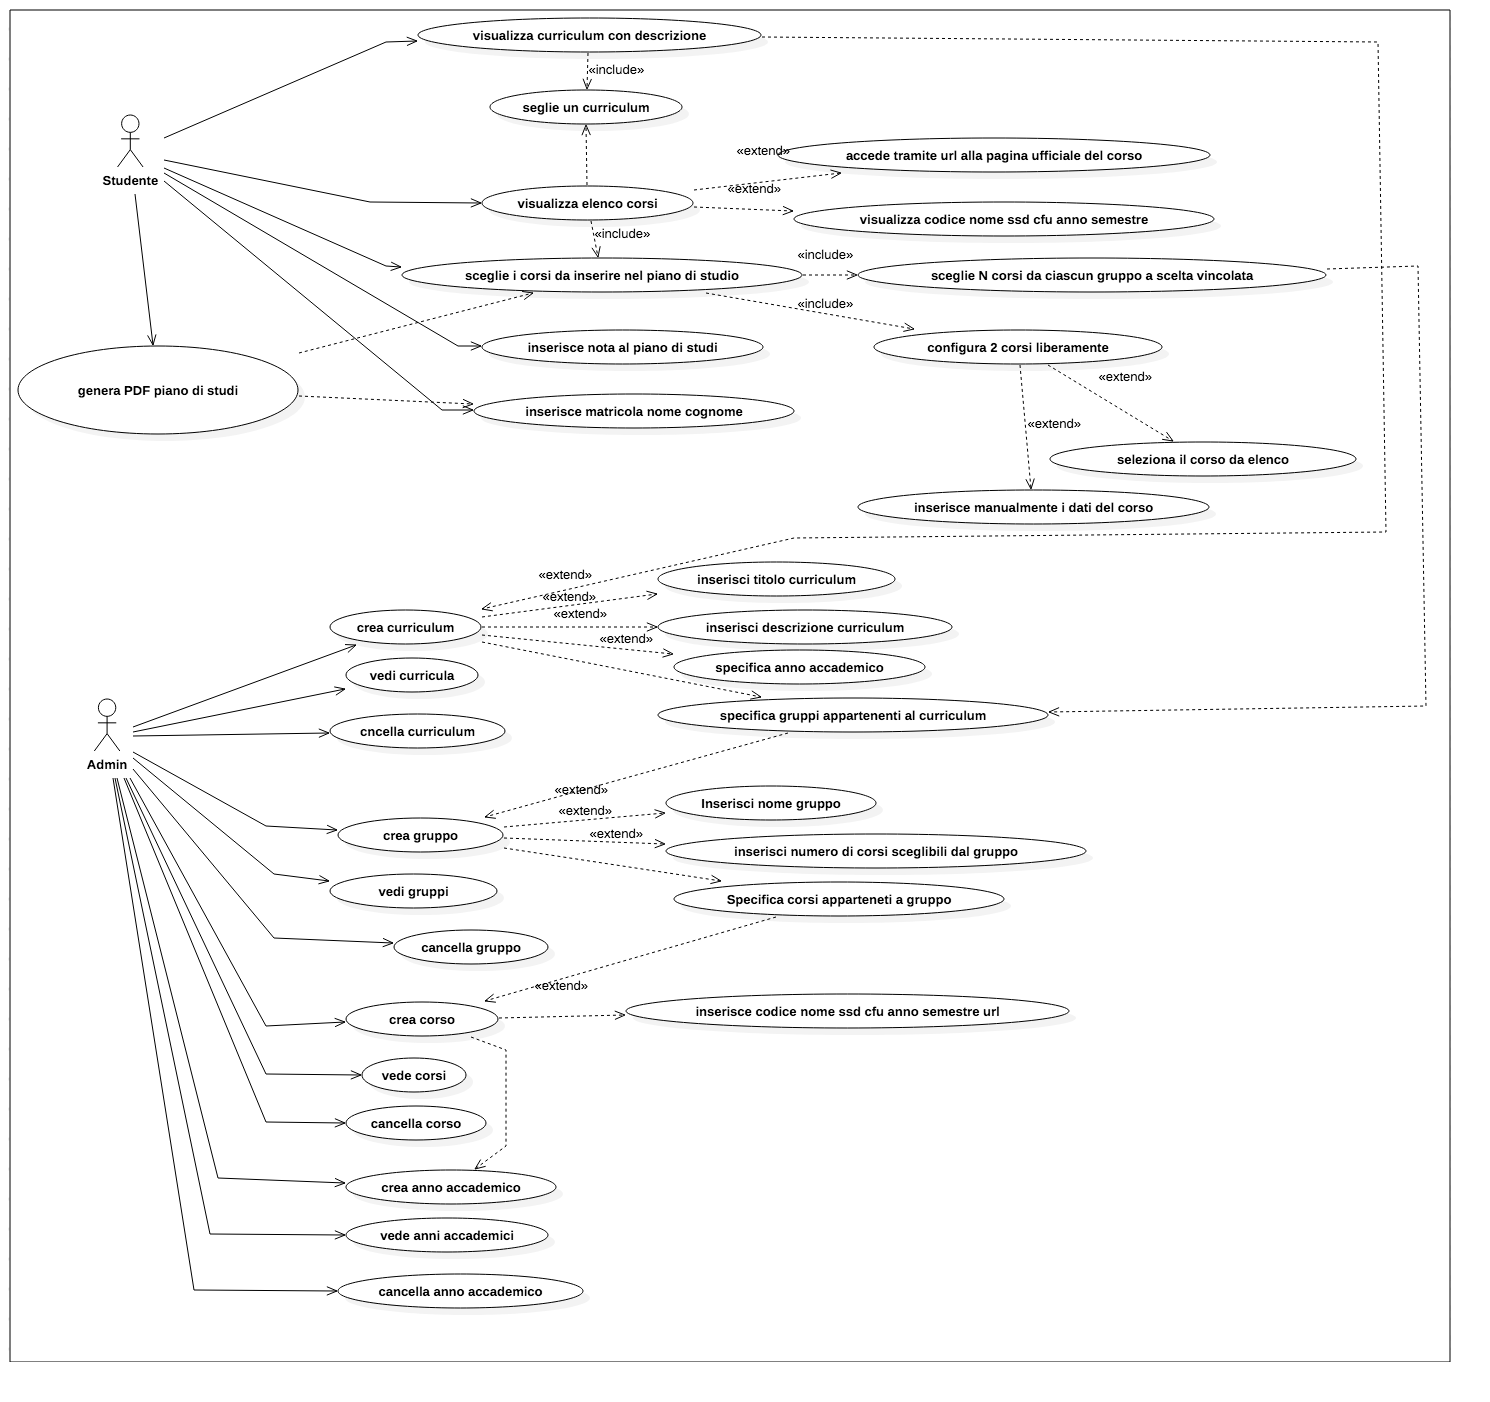 visualizza curriculum con descrizione
«include»
seglie un curriculum
«extend»
accede tramite url alla pagina ufficiale del corso
Studente
«extend»
visualizza elenco corsi
visualizza codice nome ssd cfu anno semestre
«include»
«include»
sceglie i corsi da inserire nel piano di studio
sceglie N corsi da ciascun gruppo a scelta vincolata
«include»
inserisce nota al piano di studi
configura 2 corsi liberamente
«extend»
genera PDF piano di studi
inserisce matricola nome cognome
«extend»
seleziona il corso da elenco
inserisce manualmente i dati del corso
«extend»
inserisci titolo curriculum
«extend»
«extend»
crea curriculum
inserisci descrizione curriculum
«extend»
specifica anno accademico
vedi curricula
specifica gruppi appartenenti al curriculum
cncella curriculum
Admin
«extend»
Inserisci nome gruppo
«extend»
«extend»
crea gruppo
inserisci numero di corsi sceglibili dal gruppo
vedi gruppi
Specifica corsi apparteneti a gruppo
cancella gruppo
«extend»
crea corso
inserisce codice nome ssd cfu anno semestre url
vede corsi
cancella corso
crea anno accademico
vede anni accademici
cancella anno accademico